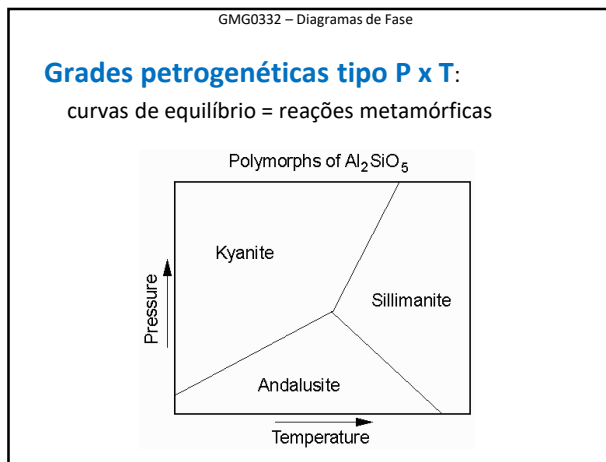 GMG0332 – Diagramas de Fase
Grades petrogenéticas tipo P x T:
curvas de equilíbrio = reações metamórficas
Polymorphs of Al₂SiO₅
Kyanite
Sillimanite
Andalusite
Pressure
Temperature